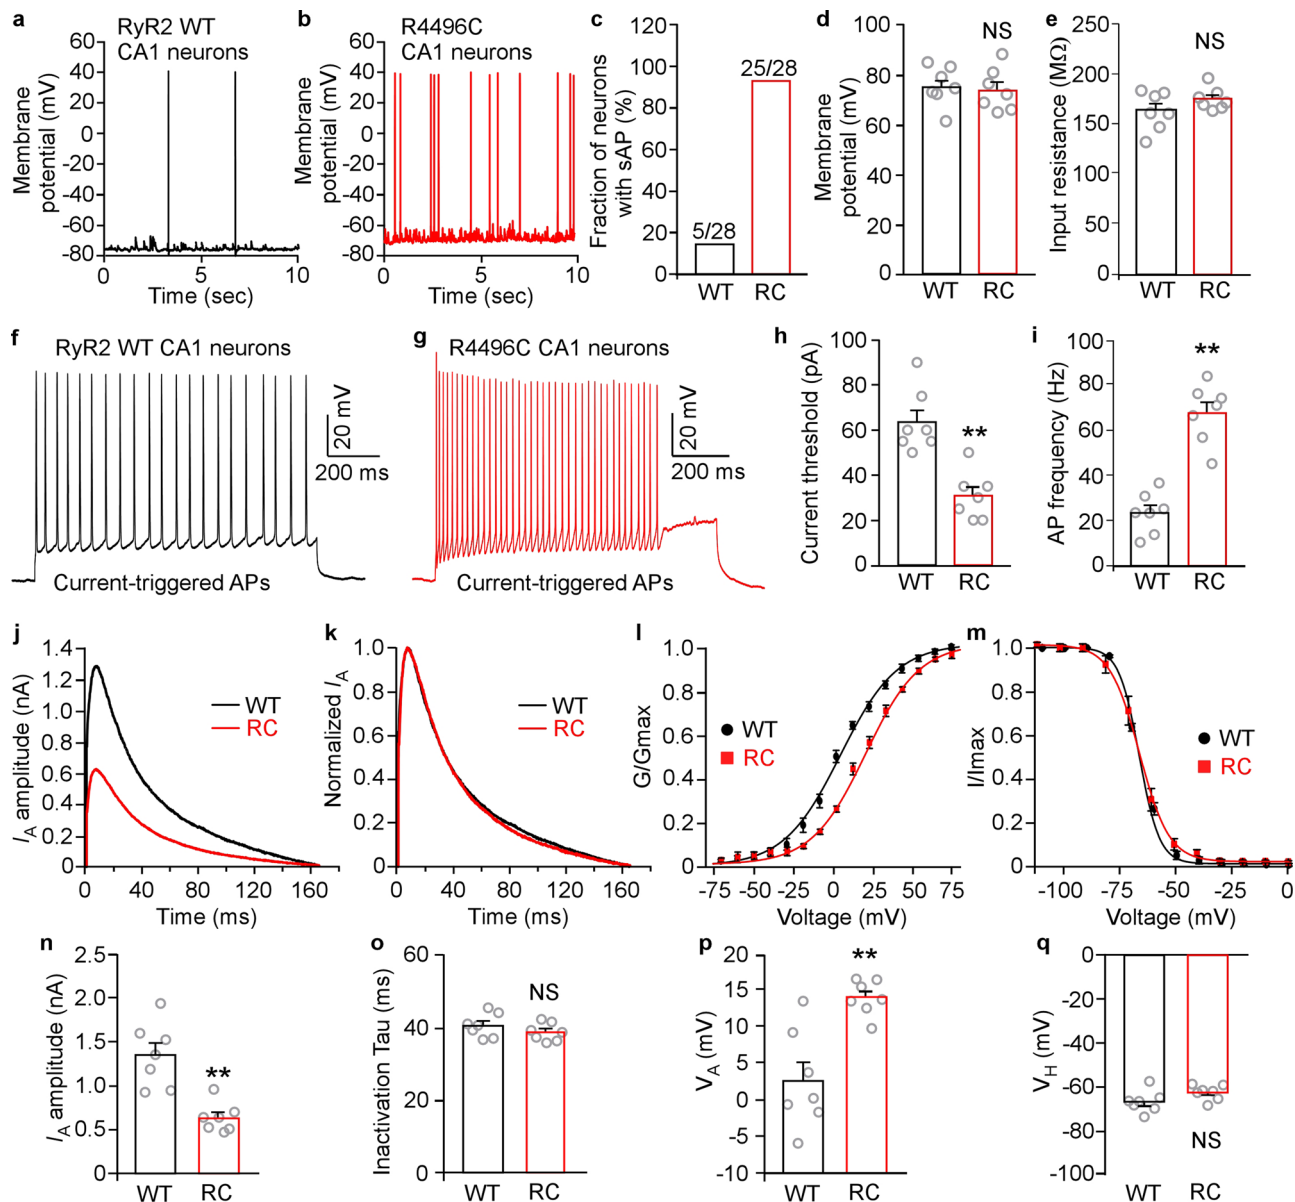 a
RyR2 WT
CA1 neurons
Membrane
potential (mV)
60
40
20
0
-20
-40
-60
-80
0
5
10
Time (sec)
b
R4496C
CA1 neurons
Membrane
potential (mV)
60
40
20
0
-20
-40
-60
-80
0
5
10
Time (sec)
c
Fraction of neurons
with sAP (%)
120
100
80
60
40
20
0
5/28
25/28
WT
RC
d
Membrane
potential (mV)
100
80
60
40
20
0
NS
WT
RC
e
Input resistance (MΩ)
250
200
150
100
50
0
NS
WT
RC
f
RyR2 WT CA1 neurons
20 mV
200 ms
Current-triggered APs
g
R4496C CA1 neurons
20 mV
200 ms
Current-triggered APs
h
Current threshold (pA)
100
80
60
40
20
0
**
WT
RC
i
AP frequency (Hz)
100
80
60
40
20
0
**
WT
RC
j
IA amplitude (nA)
1.4
1.2
1.0
0.8
0.6
0.4
0.2
0
WT
RC
0
40
80
120
160
Time (ms)
k
Normalized IA
1.0
0.8
0.6
0.4
0.2
0
WT
RC
0
40
80
120
160
Time (ms)
l
G/Gmax
1.0
0.8
0.6
0.4
0.2
0
WT
RC
-75
-50
-25
0
25
50
75
Voltage (mV)
m
I/Imax
1.0
0.8
0.6
0.4
0.2
0
WT
RC
-100
-75
-50
-25
0
Voltage (mV)
n
IA amplitude (nA)
2.5
2.0
1.5
1.0
0.5
0
**
WT
RC
o
Inactivation Tau (ms)
60
40
20
0
NS
WT
RC
p
VA (mV)
20
15
10
5
0
-5
-10
**
WT
RC
q
VH (mV)
0
-20
-40
-60
-80
-100
NS
WT
RC